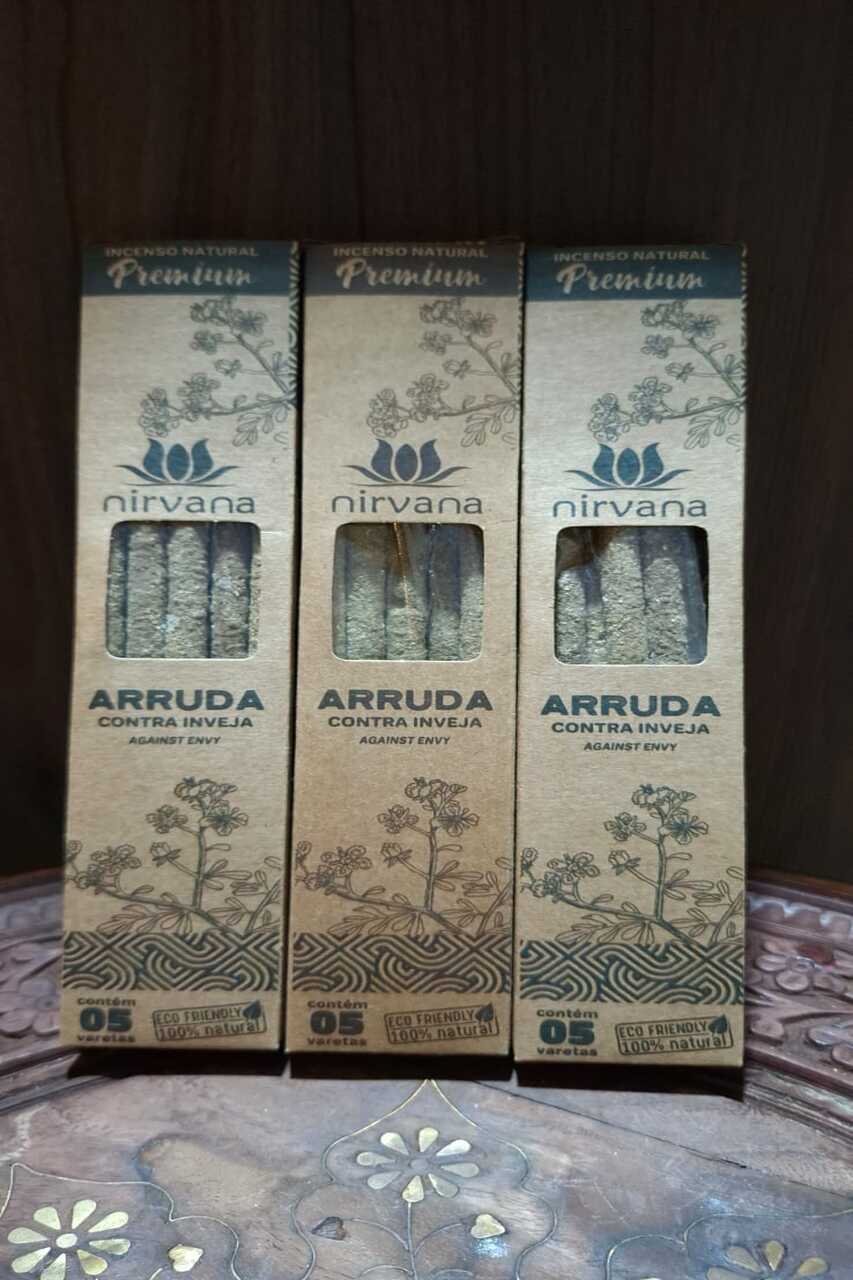 INCENSO NATURAL
Premium
nirvana
ARRUDA
CONTRA INVEJA
AGAINST ENVY
contém
05
varetas
ECO FRIENDLY
100% natural
INCENSO NATURAL
Premium
nirvana
ARRUDA
CONTRA INVEJA
AGAINST ENVY
contém
05
varetas
ECO FRIENDLY
100% natural
INCENSO NATURAL
Premium
nirvana
ARRUDA
CONTRA INVEJA
AGAINST ENVY
contém
05
varetas
ECO FRIENDLY
100% natural